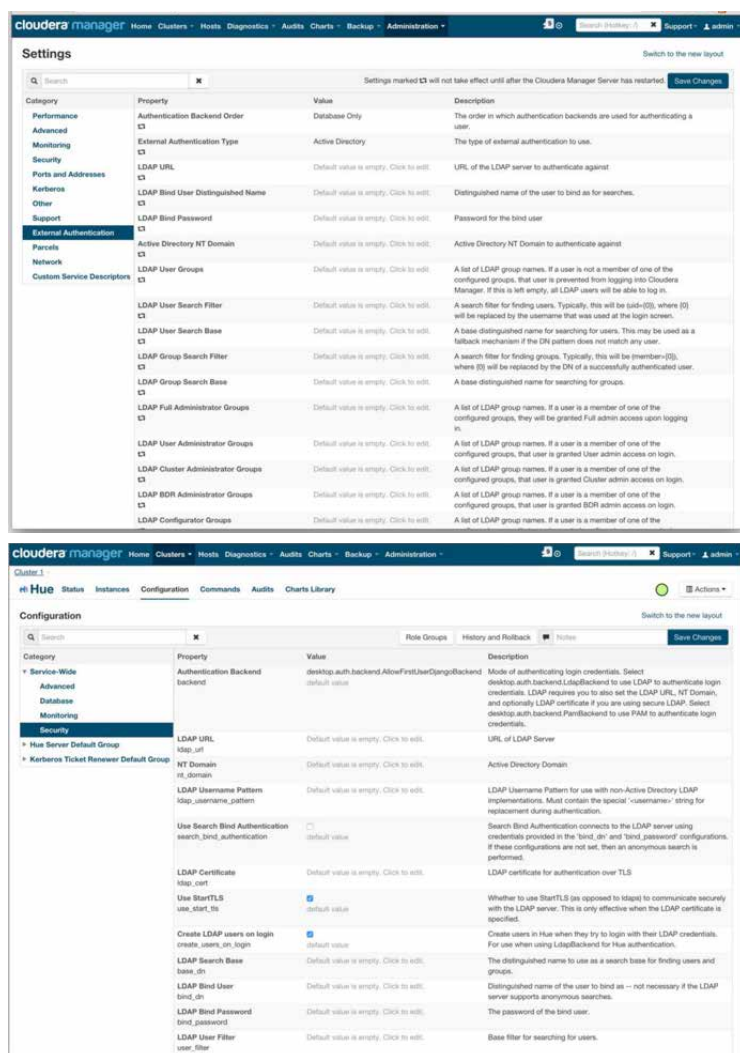 cloudera manager Home Clusters Hosts Diagnostics Audits Charts Backup Administration Search (Hotkey: /) Support admin
Settings
Switch to the new layout
Search
Settings marked will not take effect until after the Cloudera Manager Server has restarted. Save Changes
Category Property Value Description
Performance
Advanced
Monitoring
Security
Ports and Addresses
Kerberos
Other
Support
External Authentication
Parcels
Network
Custom Service Descriptors
Authentication Backend Order Database Only The order in which authentication backends are used for authenticating a
user.
External Authentication Type Active Directory The type of external authentication to use.
LDAP URL Default value is empty. Click to edit. URL of the LDAP server to authenticate against
LDAP Bind User Distinguished Name Default value is empty. Click to edit. Distinguished name of the user to bind as for searches.
LDAP Bind Password Default value is empty. Click to edit. Password for the bind user
Active Directory NT Domain Default value is empty. Click to edit. Active Directory NT Domain to authenticate against
LDAP User Groups Default value is empty. Click to edit. A list of LDAP group names. If a user is not a member of one of the
configured groups, that user is prevented from logging into Cloudera
Manager. If this is left empty, all LDAP users will be able to log in.
LDAP User Search Filter Default value is empty. Click to edit. A search filter for finding users. Typically, this will be (uid={0}), where {0}
will be replaced by the username that was used at the login screen.
LDAP User Search Base Default value is empty. Click to edit. A base distinguished name for searching for users. This may be used as a
fallback mechanism if the DN pattern does not match any user.
LDAP Group Search Filter Default value is empty. Click to edit. A search filter for finding groups. Typically, this will be (member={0}),
where {0} will be replaced by the DN of a successfully authenticated user.
LDAP Group Search Base Default value is empty. Click to edit. A base distinguished name for searching for groups.
LDAP Full Administrator Groups Default value is empty. Click to edit. A list of LDAP group names. If a user is a member of one of the
configured groups, they will be granted Full admin access upon logging
in.
LDAP User Administrator Groups Default value is empty. Click to edit. A list of LDAP group names. If a user is a member of one of the
configured groups, that user is granted User admin access on login.
LDAP Cluster Administrator Groups Default value is empty. Click to edit. A list of LDAP group names. If a user is a member of one of the
configured groups, that user is granted Cluster admin access on login.
LDAP BDR Administrator Groups Default value is empty. Click to edit. A list of LDAP group names. If a user is a member of one of the
configured groups, that user is granted BDR admin access on login.
LDAP Configurator Groups Default value is empty. Click to edit. A list of LDAP group names. If a user is a member of one of the
cloudera manager Home Clusters Hosts Diagnostics Audits Charts Backup Administration Search (Hotkey: /) Support admin
Cluster 1
Hue Status Instances Configuration Commands Audits Charts Library Actions
Configuration
Switch to the new layout
Search Role Groups History and Rollback Notes Save Changes
Category Property Value Description
Service-Wide
Advanced
Database
Monitoring
Security
Hue Server Default Group
Kerberos Ticket Renewer Default Group
Authentication Backend desktop.auth.backend.AllowFirstUserDjangoBackend Mode of authenticating login credentials. Select
backend default value desktop.auth.backend.LdapBackend to use LDAP to authenticate login
credentials. LDAP requires you to also set the LDAP URL, NT Domain,
and optionally LDAP certificate if you are using secure LDAP. Select
desktop.auth.backend.PamBackend to use PAM to authenticate login
credentials.
LDAP URL Default value is empty. Click to edit. URL of LDAP Server
ldap_url
NT Domain Default value is empty. Click to edit. Active Directory Domain
nt_domain
LDAP Username Pattern Default value is empty. Click to edit. LDAP Username Pattern for use with non-Active Directory LDAP
ldap_username_pattern implementations. Must contain the special '<username>' string for
replacement during authentication.
Use Search Bind Authentication Search Bind Authentication connects to the LDAP server using
search_bind_authentication default value credentials provided in the 'bind_dn' and 'bind_password' configurations.
If these configurations are not set, then an anonymous search is
performed.
LDAP Certificate Default value is empty. Click to edit. LDAP certificate for authentication over TLS
ldap_cert
Use StartTLS Whether to use StartTLS (as opposed to ldaps) to communicate securely
use_start_tls default value with the LDAP server. This is only effective when the LDAP certificate is
specified.
Create LDAP users on login Create users in Hue when they try to login with their LDAP credentials.
create_users_on_login default value For use when using LdapBackend for Hue authentication.
LDAP Search Base Default value is empty. Click to edit. The distinguished name to use as a search base for finding users and
base_dn groups.
LDAP Bind User Default value is empty. Click to edit. Distinguished name of the user to bind as -- not necessary if the LDAP
bind_dn server supports anonymous searches.
LDAP Bind Password Default value is empty. Click to edit. The password of the bind user.
bind_password
LDAP User Filter Default value is empty. Click to edit. Base filter for searching for users.
user_filter